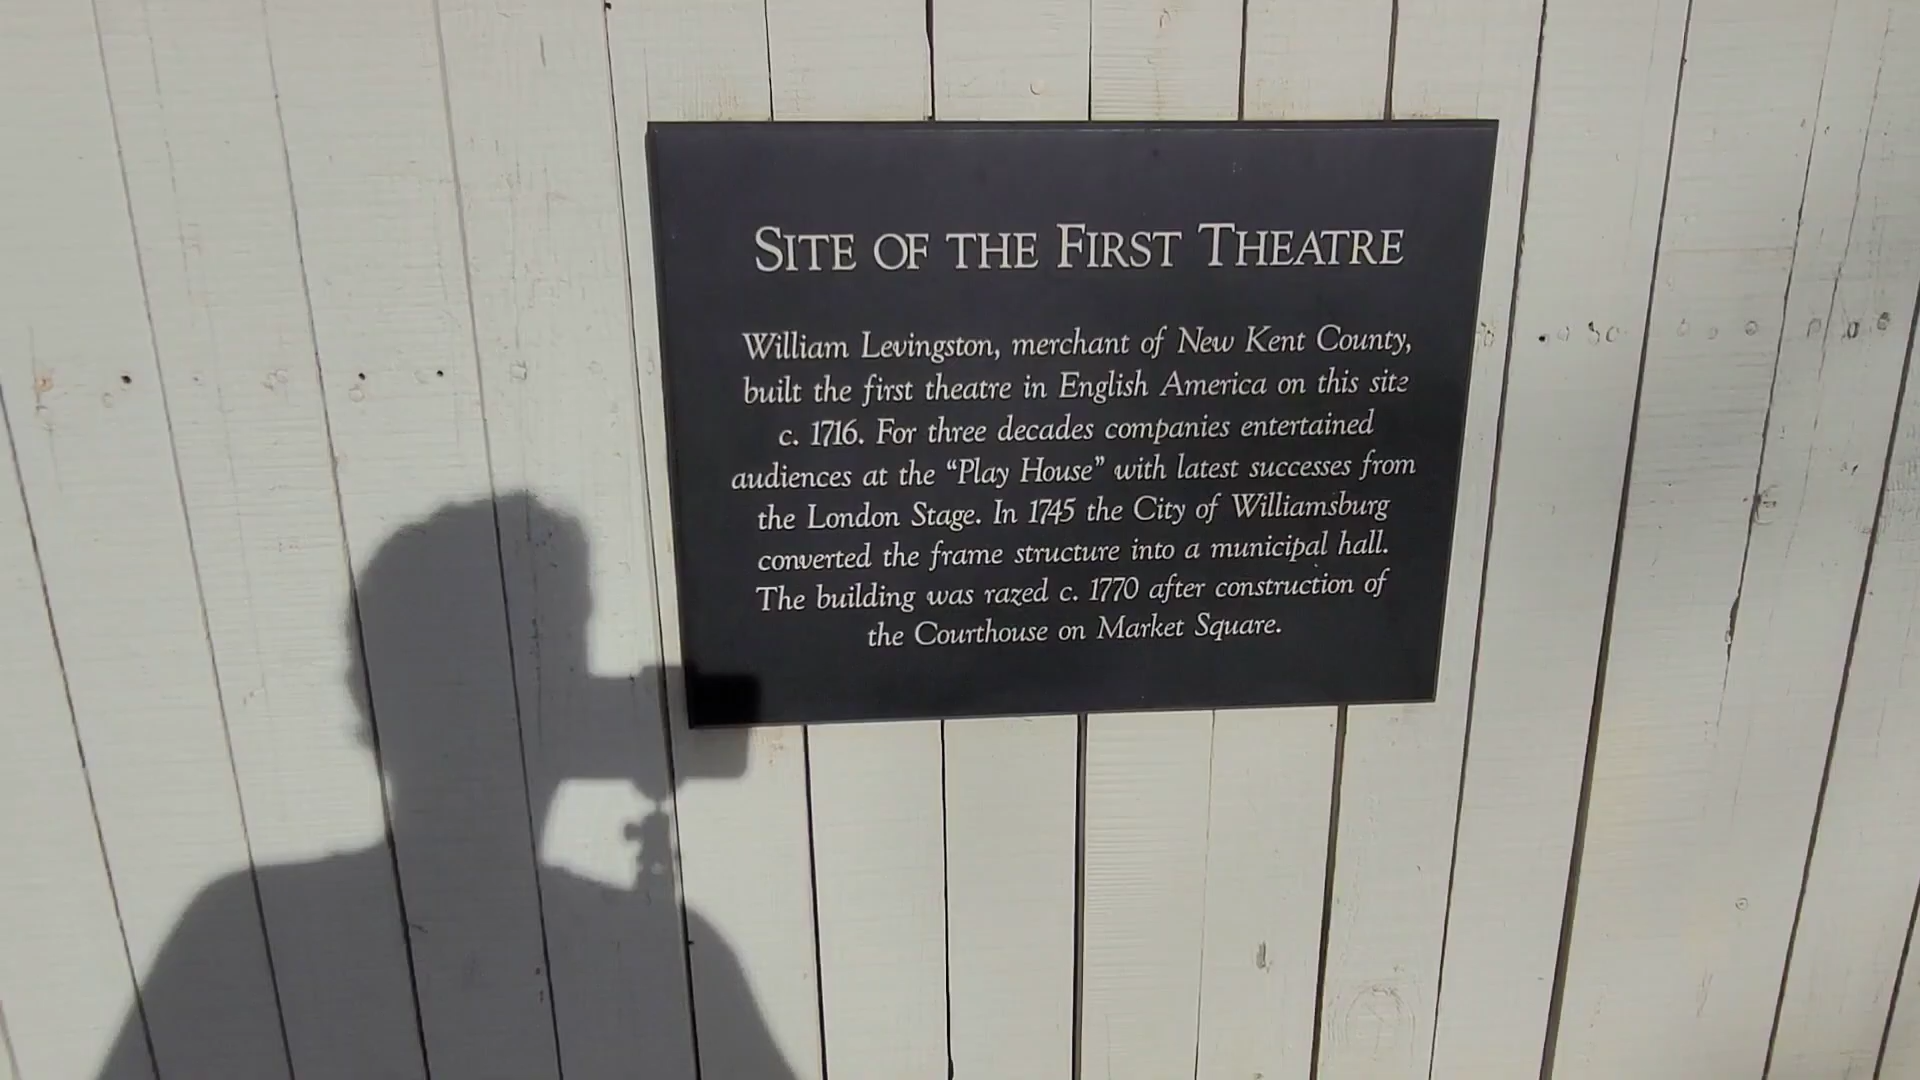 SITE OF THE FIRST THEATRE
William Levingston, merchant of New Kent County,
built the first theatre in English America on this site
c. 1716. For three decades companies entertained
audiences at the “Play House” with latest successes from
the London Stage. In 1745 the City of Williamsburg
converted the frame structure into a municipal hall.
The building was razed c. 1770 after construction of
the Courthouse on Market Square.